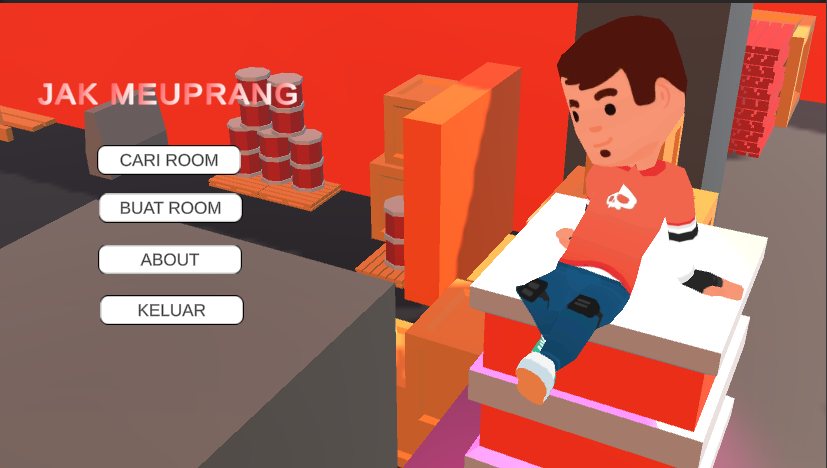 JAK MEUPRANG
CARI ROOM
BUAT ROOM
ABOUT
KELUAR